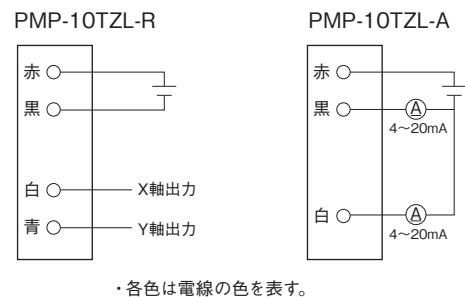 PMP-10TZL-R
赤
黒
白
X軸出力
青
Y軸出力
PMP-10TZL-A
赤
黒
A
4～20mA
白
A
4～20mA
・各色は電線の色を表す。